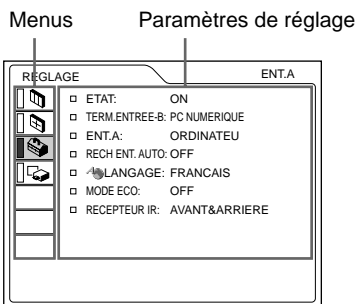 Menus Paramètres de réglage
REGLAGE ENT.A
ETAT: ON
TERM.ENTREE-B: PC NUMERIQUE
ENT.A: ORDINATEU
RECH ENT. AUTO: OFF
LANGAGE: FRANCAIS
MODE ECO: OFF
RECEPTEUR IR: AVANT&ARRIERE